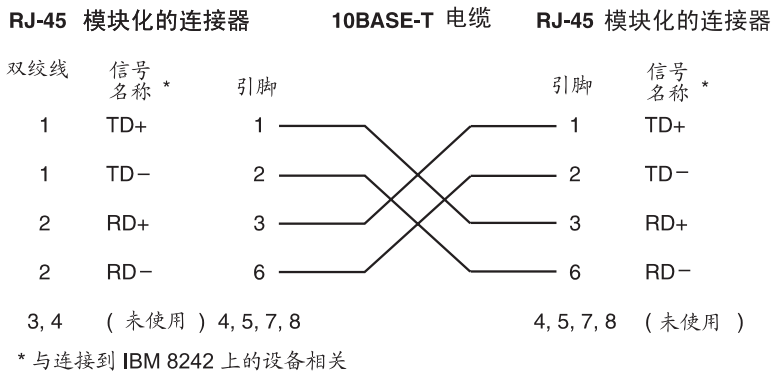 RJ-45 模块化的连接器 10BASE-T 电缆 RJ-45 模块化的连接器
双绞线 信号名称 * 引脚 引脚 信号名称 *
1 TD+ 1 1 TD+
1 TD− 2 2 TD−
2 RD+ 3 3 RD+
2 RD− 6 6 RD−
3, 4 ( 未使用 ) 4, 5, 7, 8 4, 5, 7, 8 ( 未使用 )
* 与连接到 IBM 8242 上的设备相关